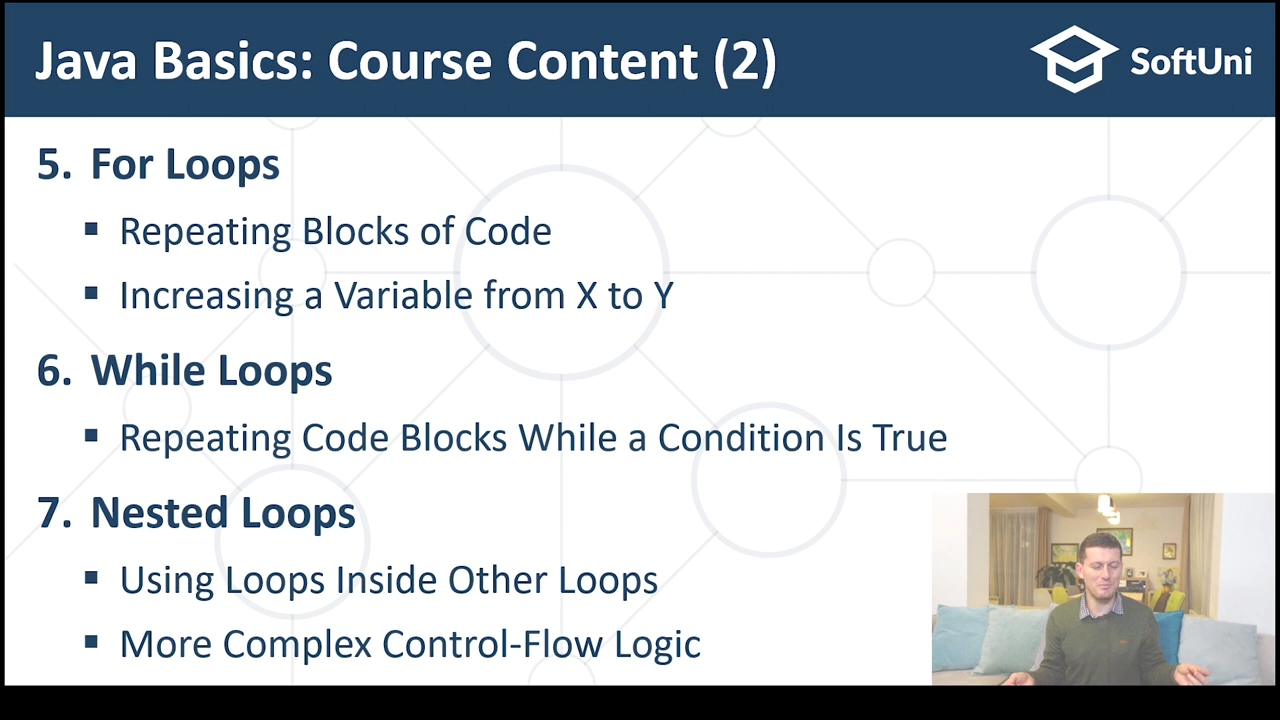 Java Basics: Course Content (2)
SoftUni
5. For Loops
▪ Repeating Blocks of Code
▪ Increasing a Variable from X to Y
6. While Loops
▪ Repeating Code Blocks While a Condition Is True
7. Nested Loops
▪ Using Loops Inside Other Loops
▪ More Complex Control-Flow Logic